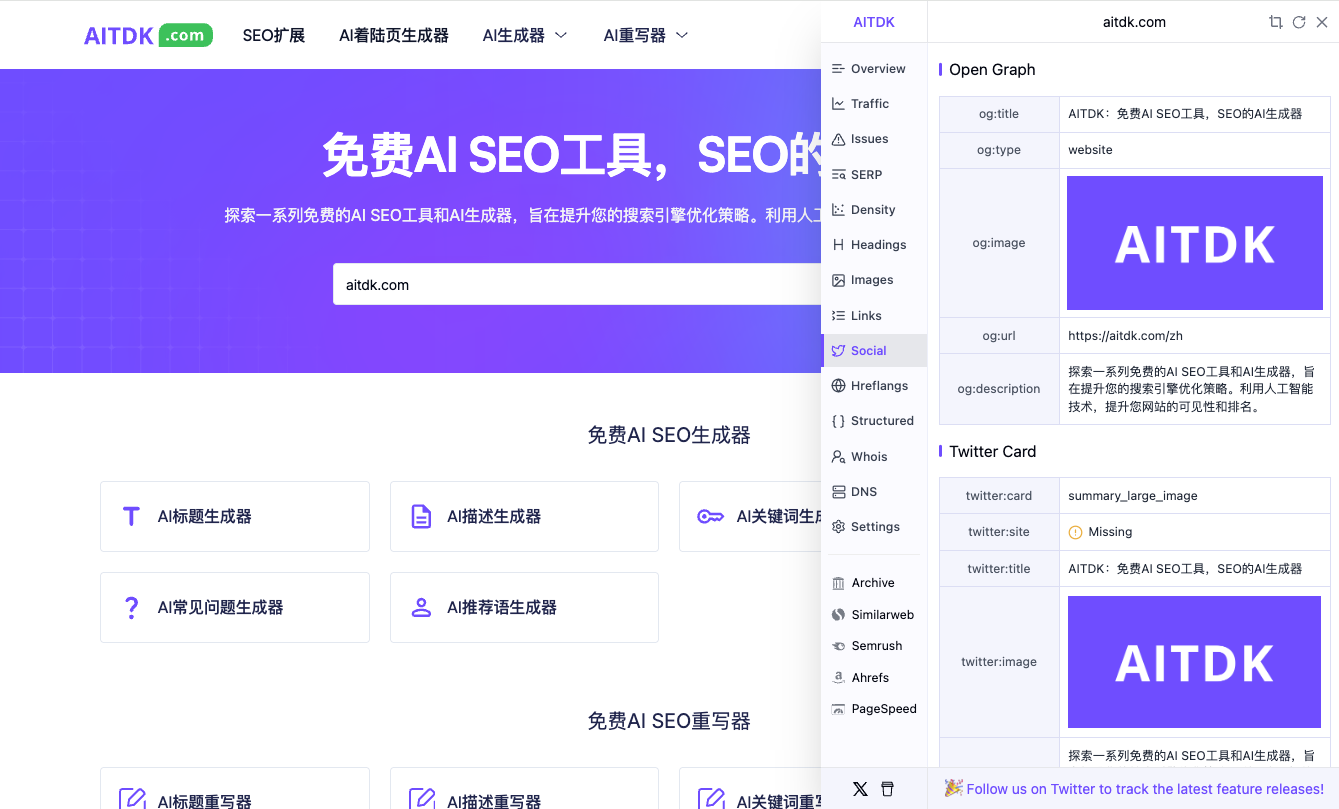 AITDK .com
SEO扩展
AI着陆页生成器
AI生成器
AI重写器
免费AI SEO工具，SEO的
探索一系列免费的AI SEO工具和AI生成器，旨在提升您的搜索引擎优化策略。利用人工
aitdk.com
免费AI SEO生成器
AI标题生成器
AI描述生成器
AI关键词生成
AI常见问题生成器
AI推荐语生成器
免费AI SEO重写器
AI标题重写器
AI描述重写器
AI关键词重写
AITDK
aitdk.com
Overview
Traffic
Issues
SERP
Density
Headings
Images
Links
Social
Hreflangs
Structured
Whois
DNS
Settings
Archive
Similarweb
Semrush
Ahrefs
PageSpeed
Open Graph
og:title
AITDK：免费AI SEO工具，SEO的AI生成器
og:type
website
og:image
AITDK
og:url
https://aitdk.com/zh
og:description
探索一系列免费的AI SEO工具和AI生成器，旨
在提升您的搜索引擎优化策略。利用人工智能
技术，提升您网站的可见性和排名。
Twitter Card
twitter:card
summary_large_image
twitter:site
Missing
twitter:title
AITDK：免费AI SEO工具，SEO的AI生成器
twitter:image
AITDK
探索一系列免费的AI SEO工具和AI生成器，旨
🎉 Follow us on Twitter to track the latest feature releases!